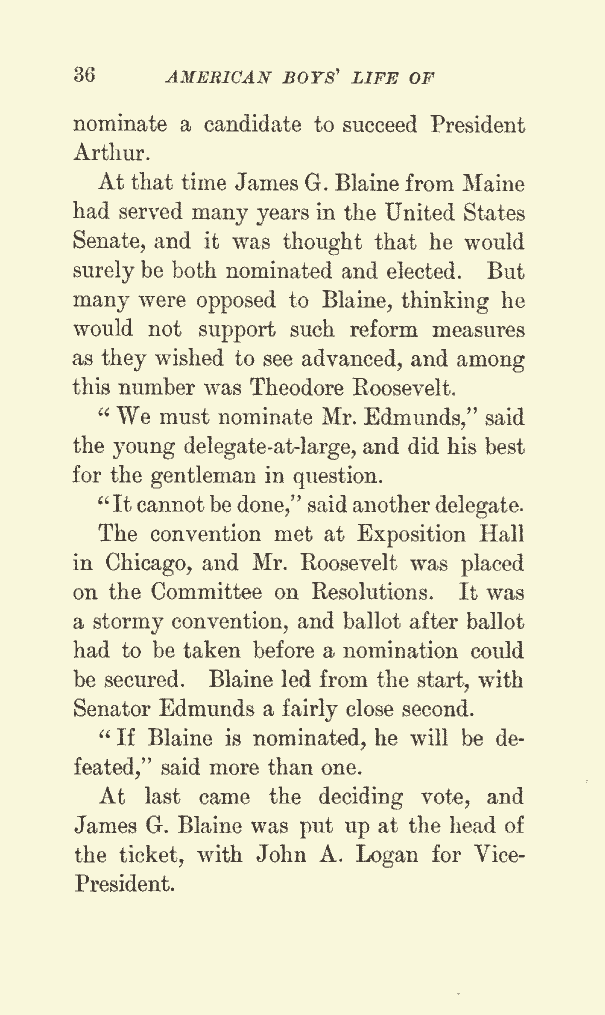 36 AMERICAN BOYS' LIFE OF
nominate a candidate to succeed President
Arthur.
At that time James G. Blaine from Maine
had served many years in the United States
Senate, and it was thought that he would
surely be both nominated and elected. But
many were opposed to Blaine, thinking he
would not support such reform measures
as they wished to see advanced, and among
this number was Theodore Roosevelt.
“We must nominate Mr. Edmunds,” said
the young delegate-at-large, and did his best
for the gentleman in question.
“It cannot be done,” said another delegate.
The convention met at Exposition Hall
in Chicago, and Mr. Roosevelt was placed
on the Committee on Resolutions. It was
a stormy convention, and ballot after ballot
had to be taken before a nomination could
be secured. Blaine led from the start, with
Senator Edmunds a fairly close second.
“If Blaine is nominated, he will be de-
feated,” said more than one.
At last came the deciding vote, and
James G. Blaine was put up at the head of
the ticket, with John A. Logan for Vice-
President.